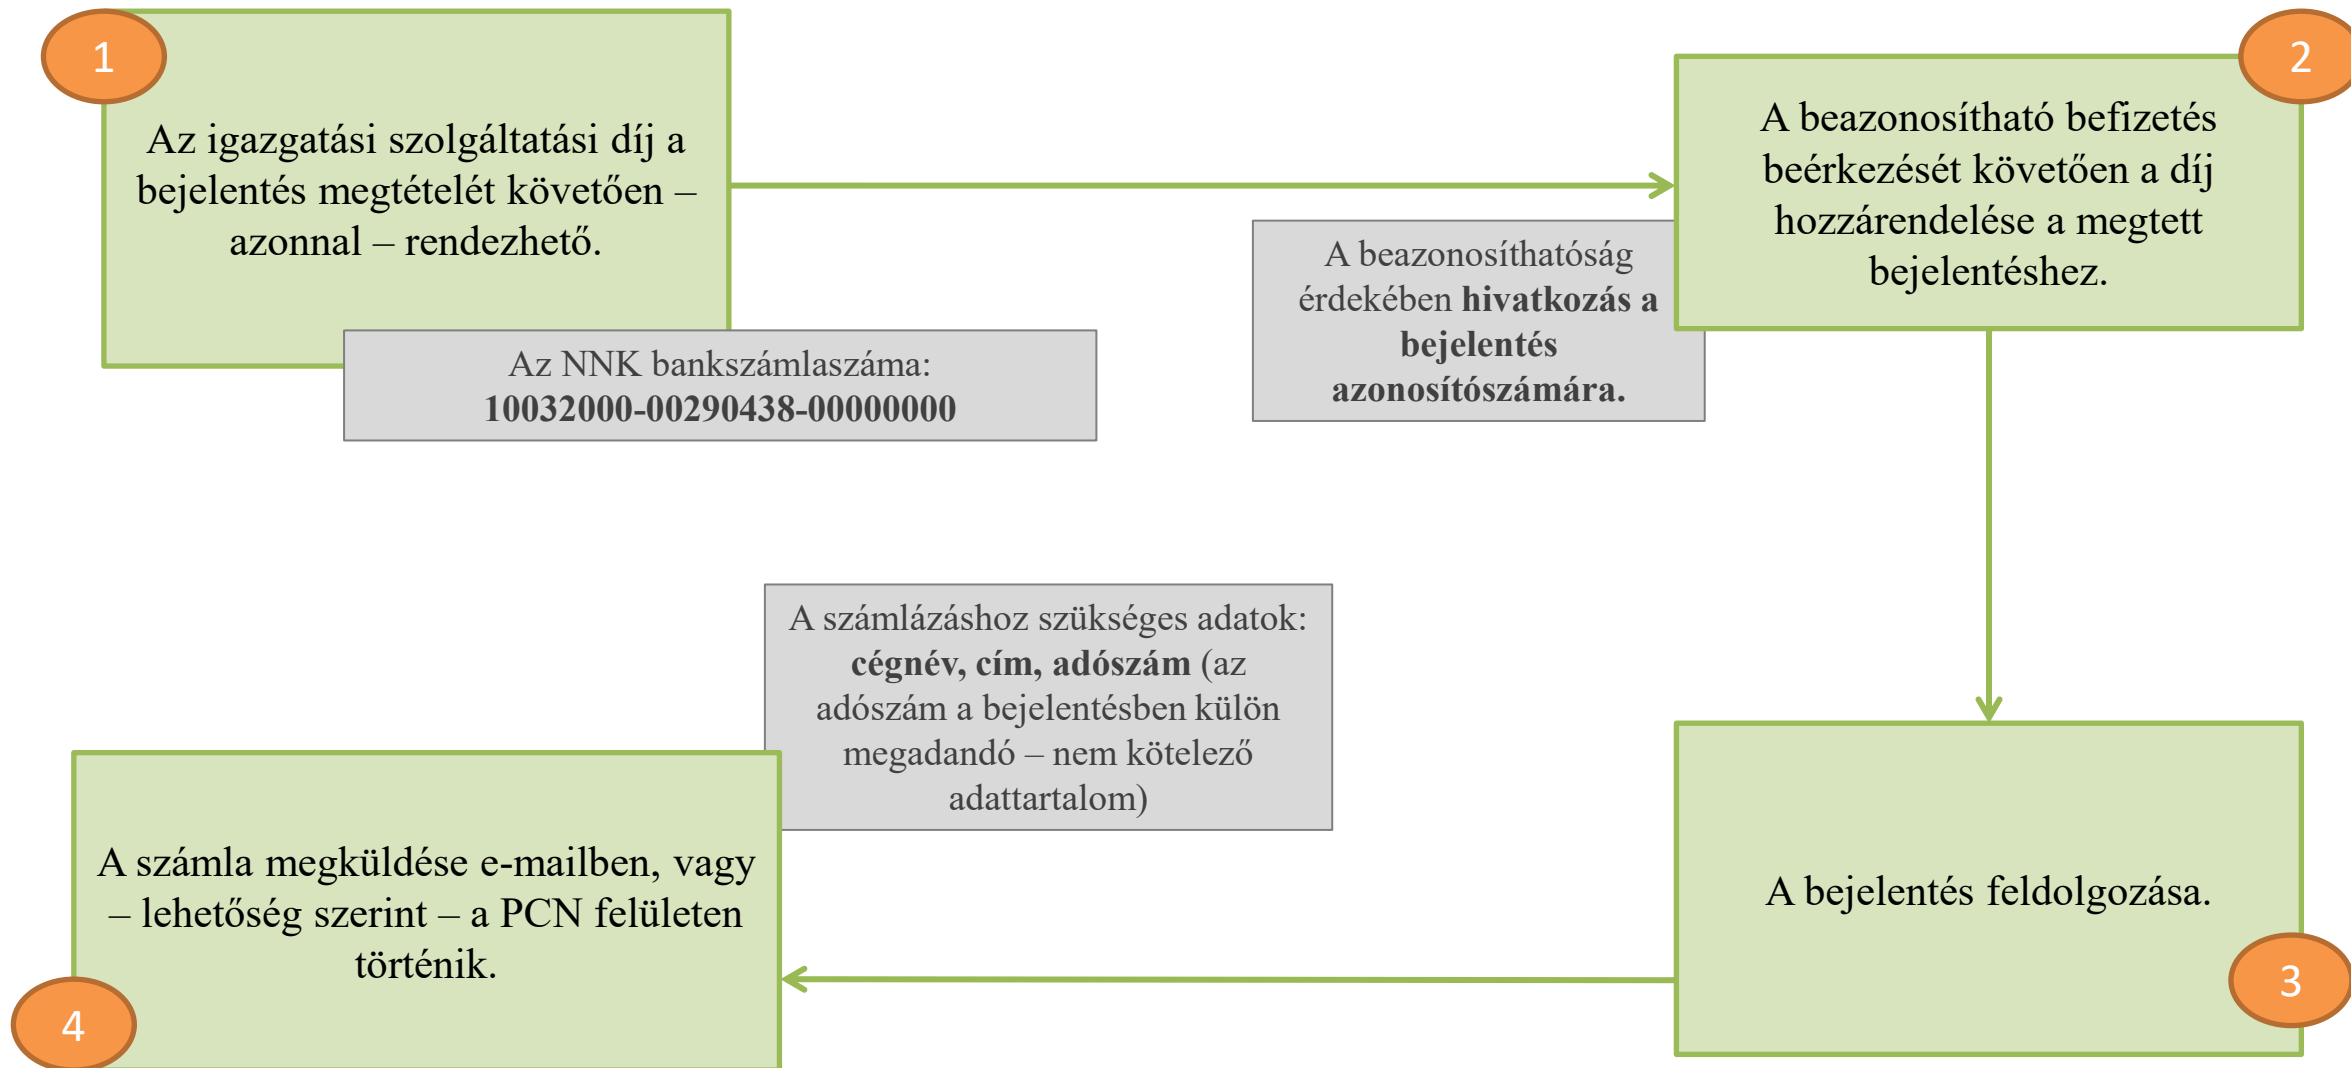 1
Az igazgatási szolgáltatási díj a
bejelentés megtételét követően –
azonnal – rendezhető.
Az NNK bankszámlaszáma:
10032000-00290438-00000000
2
A beazonosítható befizetés
beérkezését követően a díj
hozzárendelése a megtett
bejelentéshez.
A beazonosíthatóság
érdekében hivatkozás a
bejelentés
azonosítószámára.
A bejelentés feldolgozása.
3
A számlázáshoz szükséges adatok:
cégnév, cím, adószám (az
adószám a bejelentésben külön
megadandó – nem kötelező
adattartalom)
A számla megküldése e-mailben, vagy
– lehetőség szerint – a PCN felületen
történik.
4